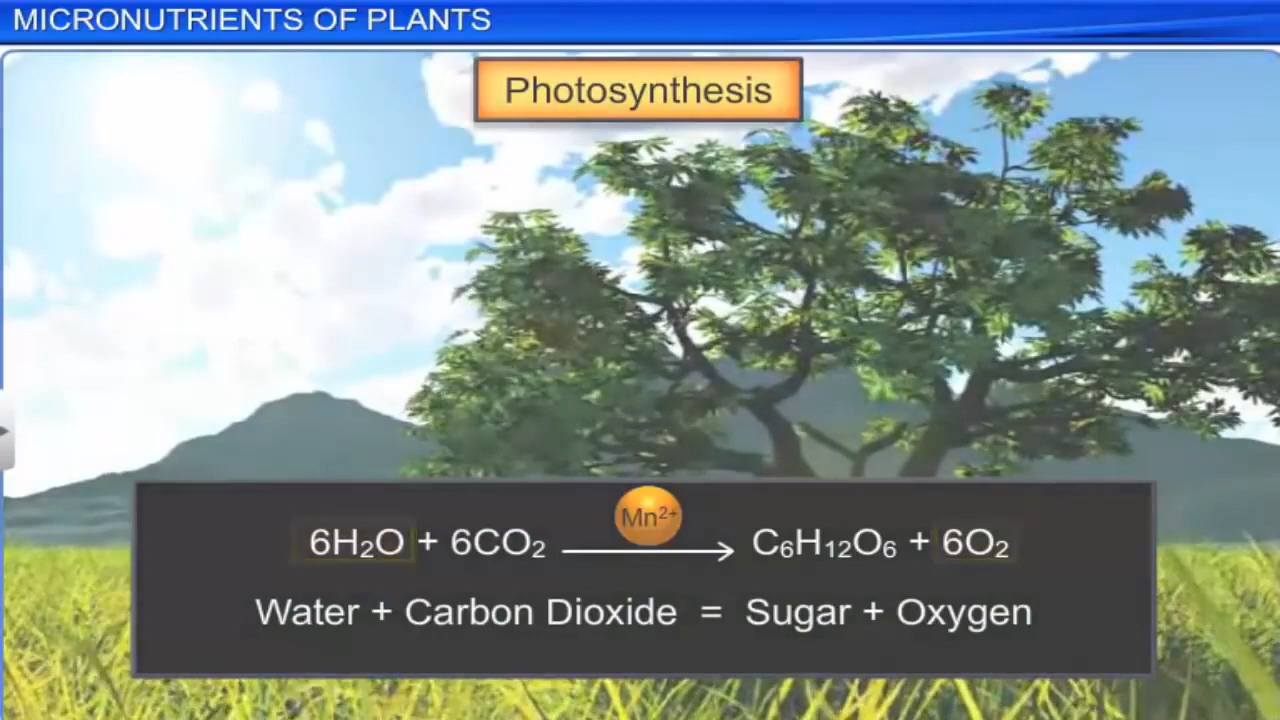 MICRONUTRIENTS OF PLANTS
Photosynthesis
Mn²⁺
6H₂O + 6CO₂ → C₆H₁₂O₆ + 6O₂
Water + Carbon Dioxide = Sugar + Oxygen